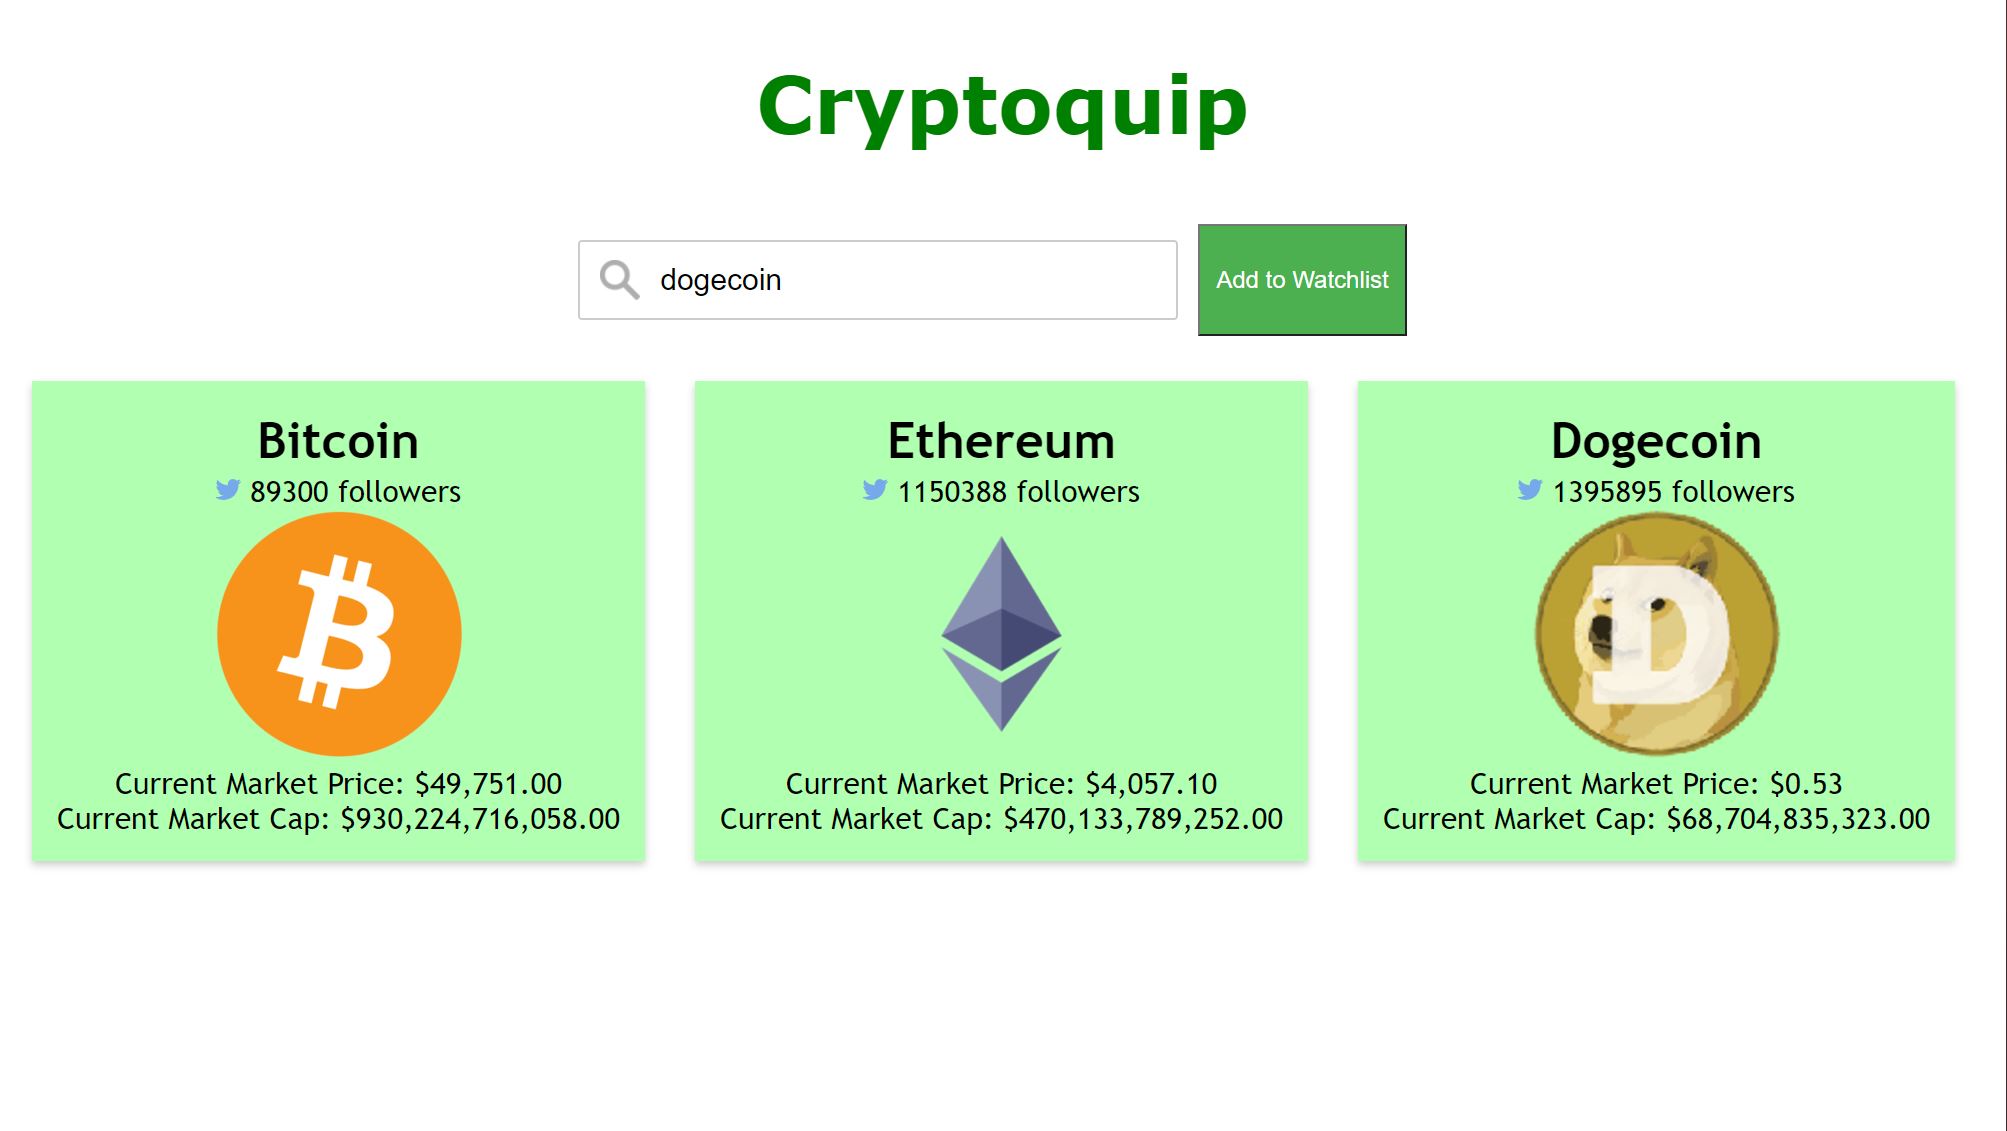 Cryptoquip
dogecoin
Add to Watchlist
Bitcoin
89300 followers
Current Market Price: $49,751.00
Current Market Cap: $930,224,716,058.00
Ethereum
1150388 followers
Current Market Price: $4,057.10
Current Market Cap: $470,133,789,252.00
Dogecoin
1395895 followers
D
Current Market Price: $0.53
Current Market Cap: $68,704,835,323.00